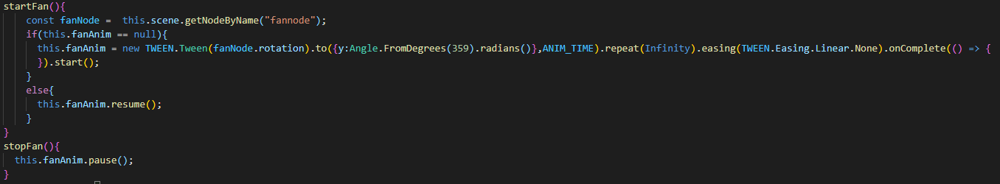 startFan(){
const fanNode =  this.scene.getNodeByName("fannode");
if(this.fanAnim == null){
this.fanAnim = new TWEEN.Tween(fanNode.rotation).to({y:Angle.FromDegrees(359).radians()},ANIM_TIME).repeat(Infinity).easing(TWEEN.Easing.Linear.None).onComplete(() => {
}).start();
}
else{
this.fanAnim.resume();
}
}
stopFan(){
this.fanAnim.pause();
}